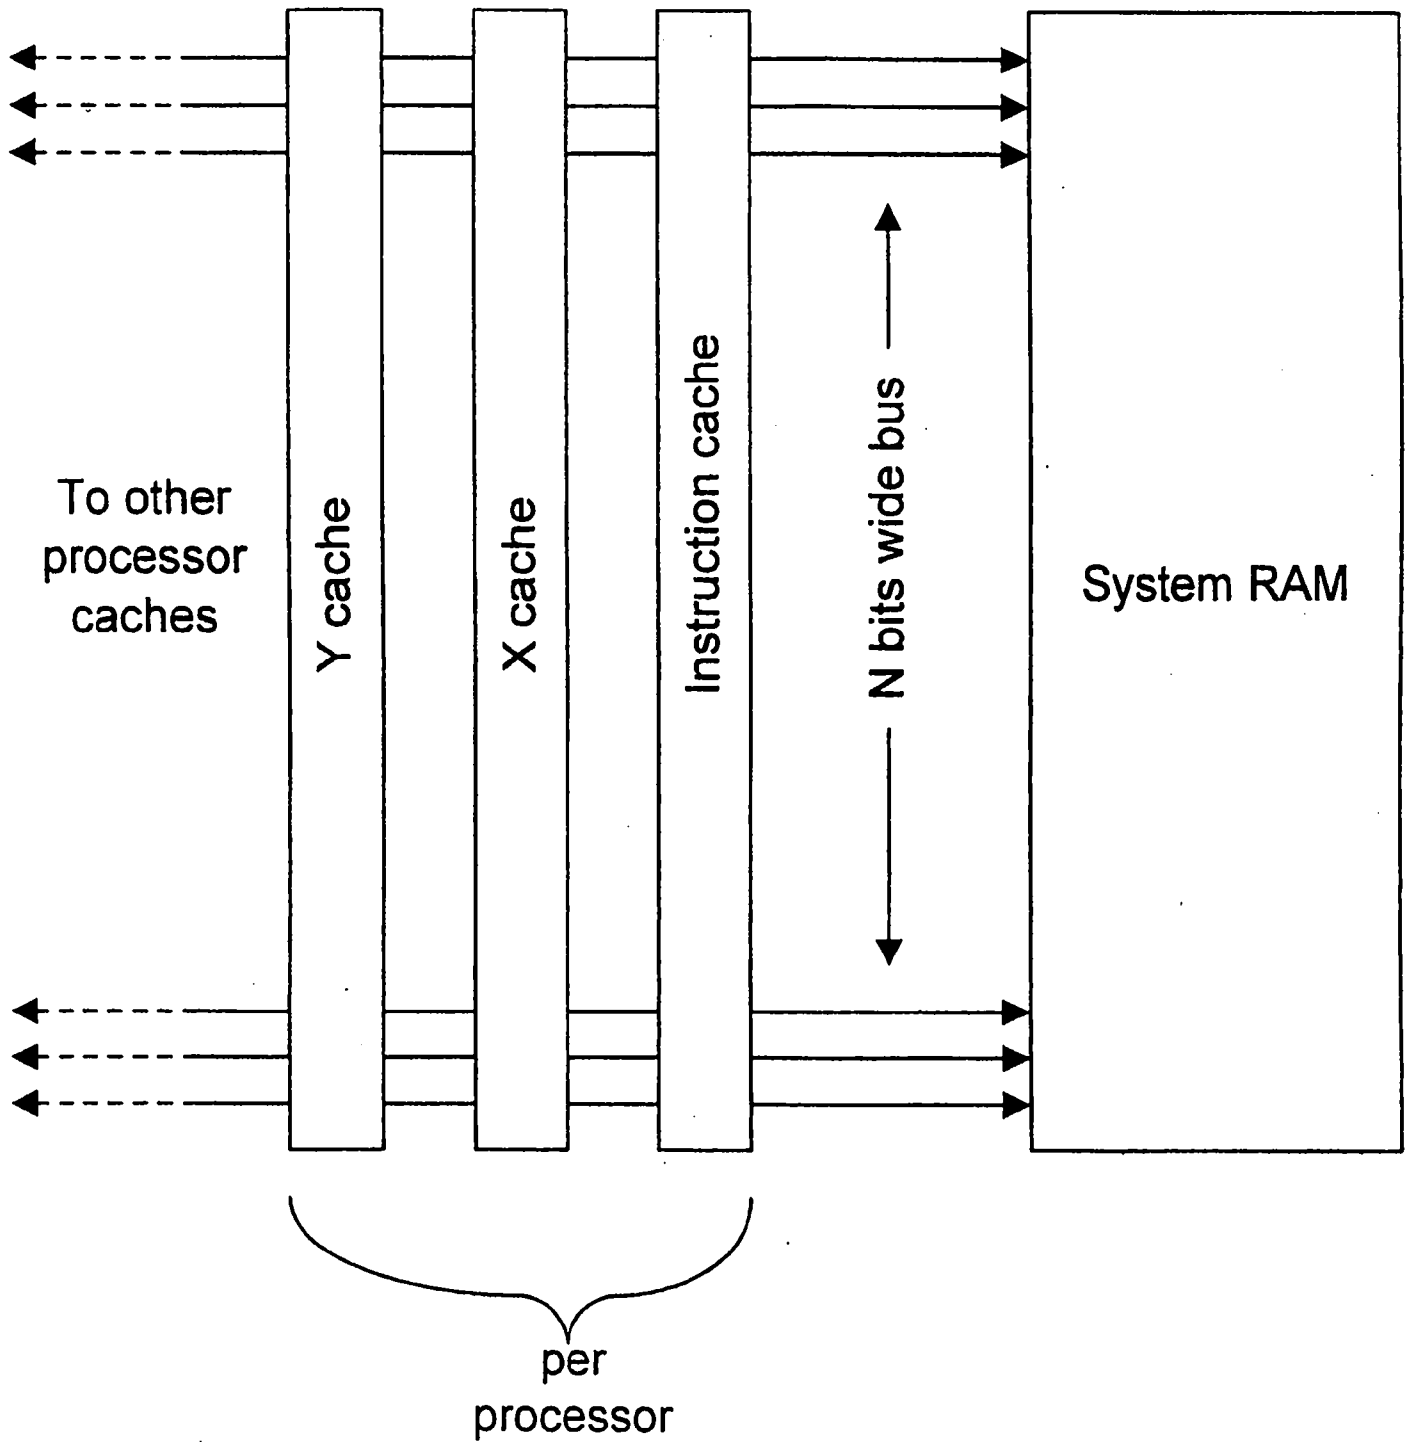 To other
processor
caches
Y cache
X cache
Instruction cache
N bits wide bus
System RAM
per
processor